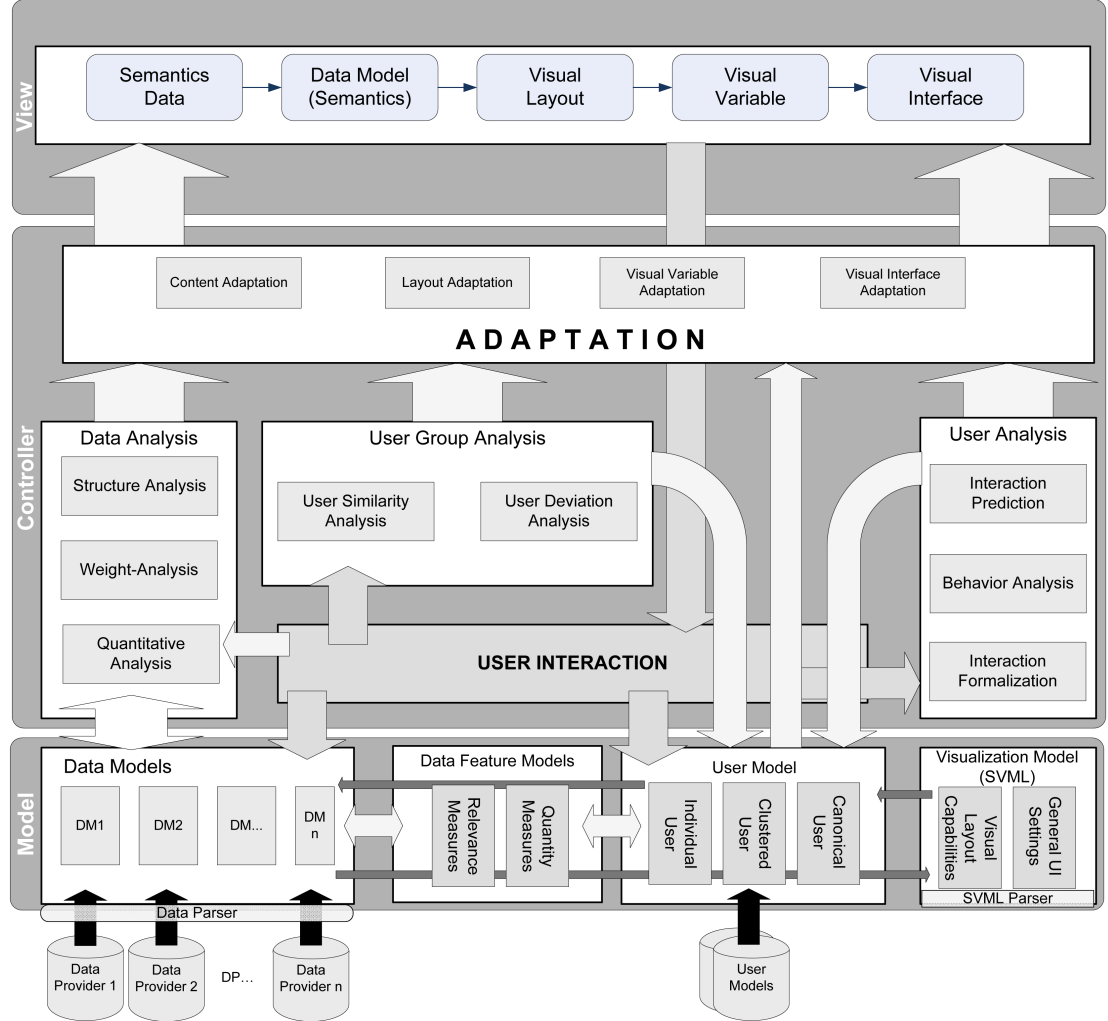 View
Semantics
Data
Data Model
(Semantics)
Visual
Layout
Visual
Variable
Visual
Interface
Controller
Content Adaptation
Layout Adaptation
Visual Variable
Adaptation
Visual Interface
Adaptation
ADAPTATION
Data Analysis
Structure Analysis
Weight-Analysis
Quantitative
Analysis
User Group Analysis
User Similarity
Analysis
User Deviation
Analysis
User Analysis
Interaction
Prediction
Behavior Analysis
Interaction
Formalization
USER INTERACTION
Model
Data Models
DM1
DM2
DM...
DM
n
Data Parser
Data Feature Models
Relevance
Measures
Quantity
Measures
User Model
Individual
User
Clustered
User
Canonical
User
Visualization Model
(SVML)
Visual
Layout
Capabilities
General UI
Settings
SVML Parser
Data
Provider 1
Data
Provider 2
DP...
Data
Provider n
User
Models